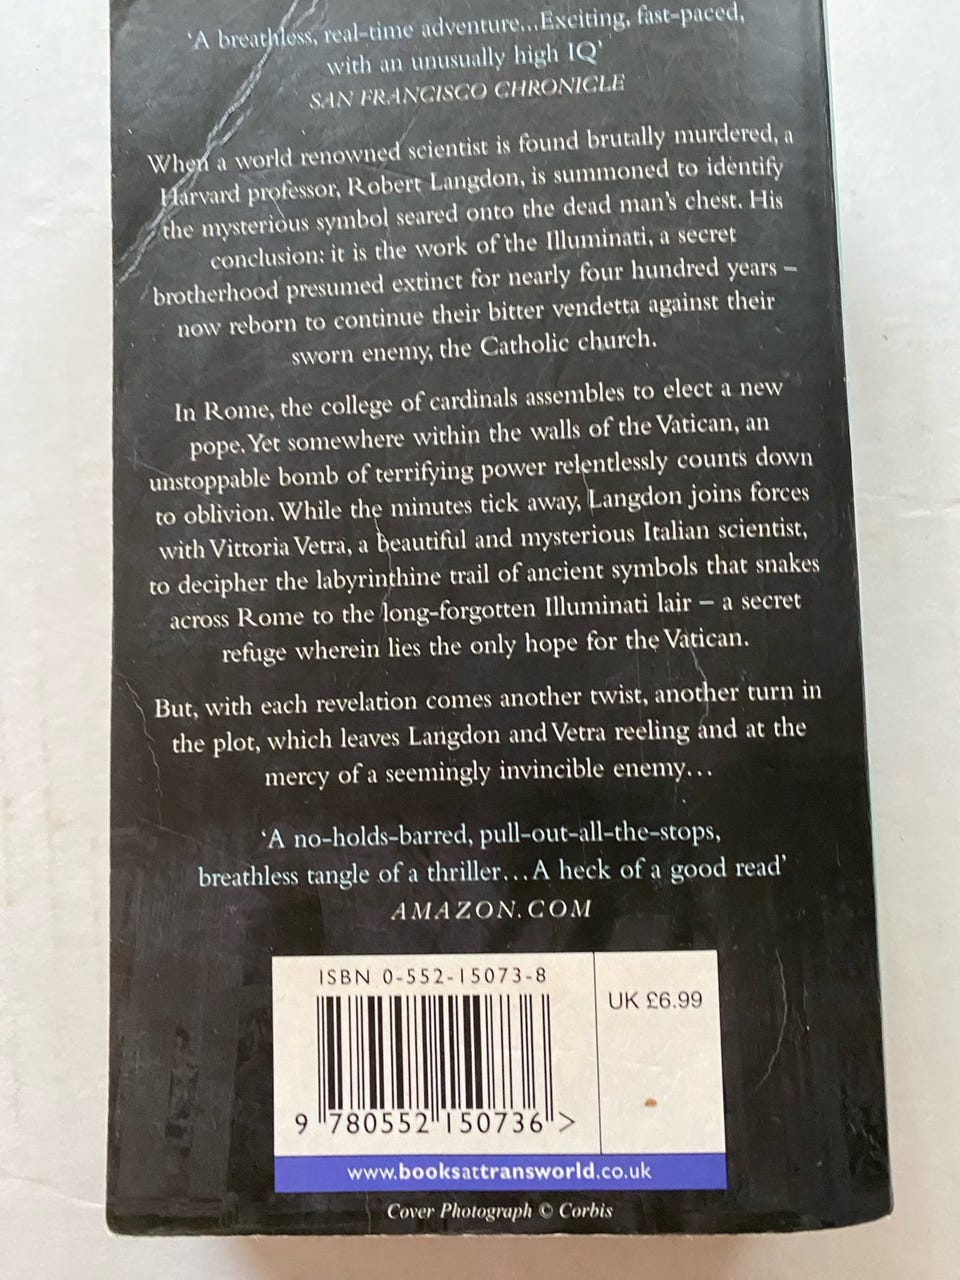 ‘A breathless, real-time adventure...Exciting, fast-paced,
with an unusually high IQ’
SAN FRANCISCO CHRONICLE
When a world renowned scientist is found brutally murdered, a
Harvard professor, Robert Langdon, is summoned to identify
the mysterious symbol seared onto the dead man’s chest. His
conclusion: it is the work of the Illuminati, a secret
brotherhood presumed extinct for nearly four hundred years –
now reborn to continue their bitter vendetta against their
sworn enemy, the Catholic church.
In Rome, the college of cardinals assembles to elect a new
pope. Yet somewhere within the walls of the Vatican, an
unstoppable bomb of terrifying power relentlessly counts down
to oblivion. While the minutes tick away, Langdon joins forces
with Vittoria Vetra, a beautiful and mysterious Italian scientist,
to decipher the labyrinthine trail of ancient symbols that snakes
across Rome to the long-forgotten Illuminati lair – a secret
refuge wherein lies the only hope for the Vatican.
But, with each revelation comes another twist, another turn in
the plot, which leaves Langdon and Vetra reeling and at the
mercy of a seemingly invincible enemy...
‘A no-holds-barred, pull-out-all-the-stops,
breathless tangle of a thriller...A heck of a good read’
AMAZON.COM
ISBN 0-552-15073-8
UK £6.99
9 780552 150736 >
www.booksattransworld.co.uk
Cover Photograph © Corbis